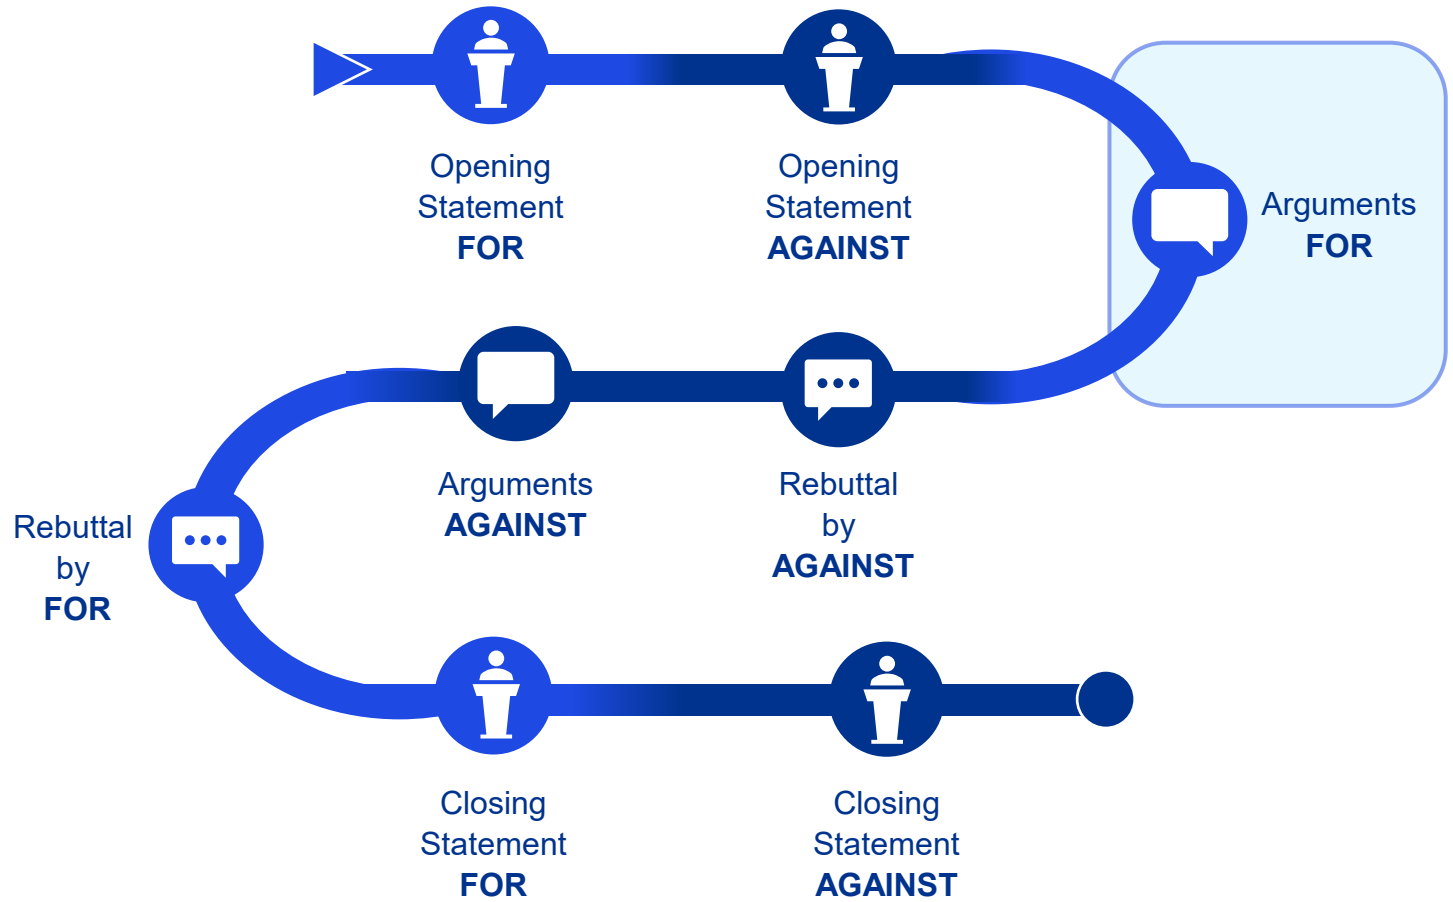 Opening
Statement
FOR
Opening
Statement
AGAINST
Arguments
FOR
Arguments
AGAINST
Rebuttal
by
AGAINST
Rebuttal
by
FOR
Closing
Statement
FOR
Closing
Statement
AGAINST